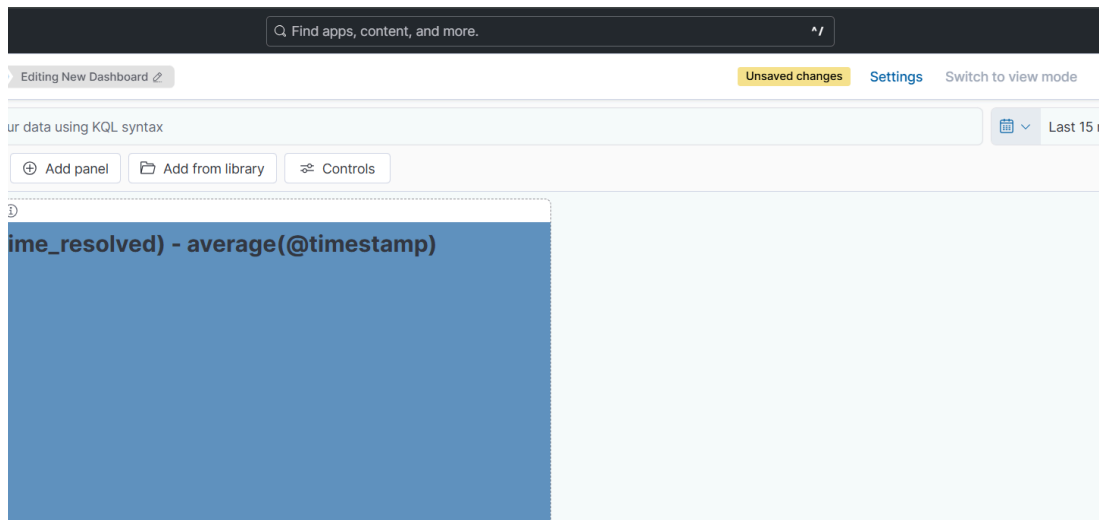 Find apps, content, and more.
^/
Editing New Dashboard
Unsaved changes
Settings
Switch to view mode
ur data using KQL syntax
Last 15
Add panel
Add from library
Controls
ime_resolved) - average(@timestamp)